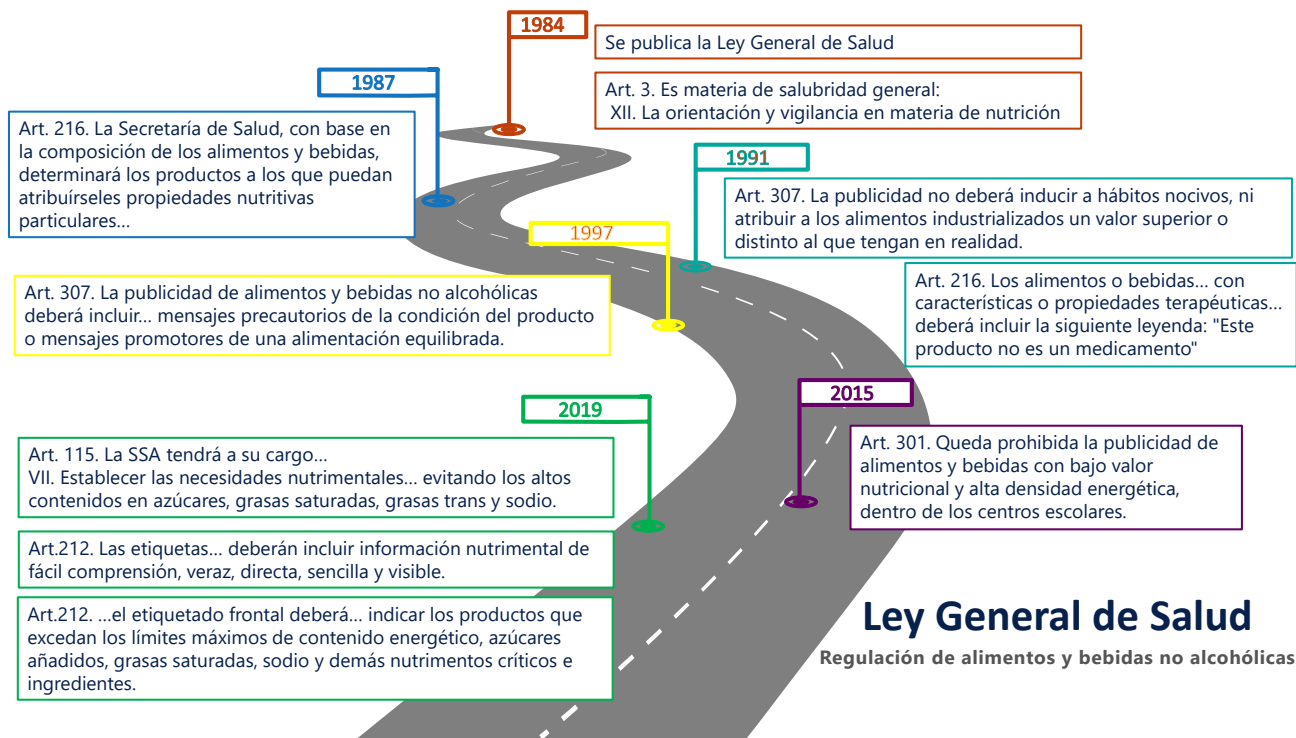 1984
Se publica la Ley General de Salud
Art. 3. Es materia de salubridad general:
XII. La orientación y vigilancia en materia de nutrición
1987
Art. 216. La Secretaría de Salud, con base en
la composición de los alimentos y bebidas,
determinará los productos a los que puedan
atribuírseles propiedades nutritivas
particulares...
1991
Art. 307. La publicidad no deberá inducir a hábitos nocivos, ni
atribuir a los alimentos industrializados un valor superior o
distinto al que tengan en realidad.
Art. 216. Los alimentos o bebidas... con
características o propiedades terapéuticas...
deberá incluir la siguiente leyenda: "Este
producto no es un medicamento"
1997
Art. 307. La publicidad de alimentos y bebidas no alcohólicas
deberá incluir... mensajes precautorios de la condición del producto
o mensajes promotores de una alimentación equilibrada.
2015
Art. 301. Queda prohibida la publicidad de
alimentos y bebidas con bajo valor
nutricional y alta densidad energética,
dentro de los centros escolares.
2019
Art. 115. La SSA tendrá a su cargo...
VII. Establecer las necesidades nutrimentales... evitando los altos
contenidos en azúcares, grasas saturadas, grasas trans y sodio.
Art.212. Las etiquetas... deberán incluir información nutrimental de
fácil comprensión, veraz, directa, sencilla y visible.
Art.212. ...el etiquetado frontal deberá... indicar los productos que
excedan los límites máximos de contenido energético, azúcares
añadidos, grasas saturadas, sodio y demás nutrimentos críticos e
ingredientes.
Ley General de Salud
Regulación de alimentos y bebidas no alcohólicas